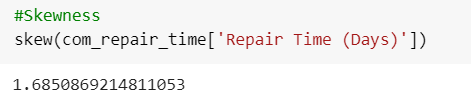 #Skewness
skew(com_repair_time['Repair Time (Days)'])
1.6850869214811053